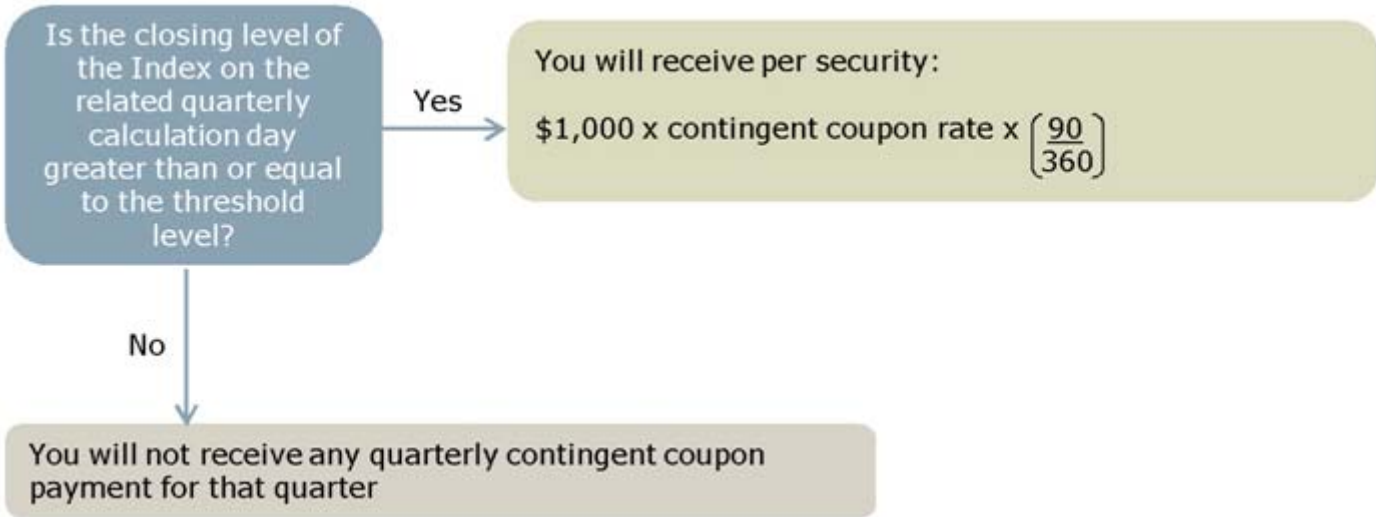 Is the closing level of
the Index on the
related quarterly
calculation day
greater than or equal
to the threshold
level?
Yes
You will receive per security:
$1,000 x contingent coupon rate x (90/360)
No
You will not receive any quarterly contingent coupon
payment for that quarter